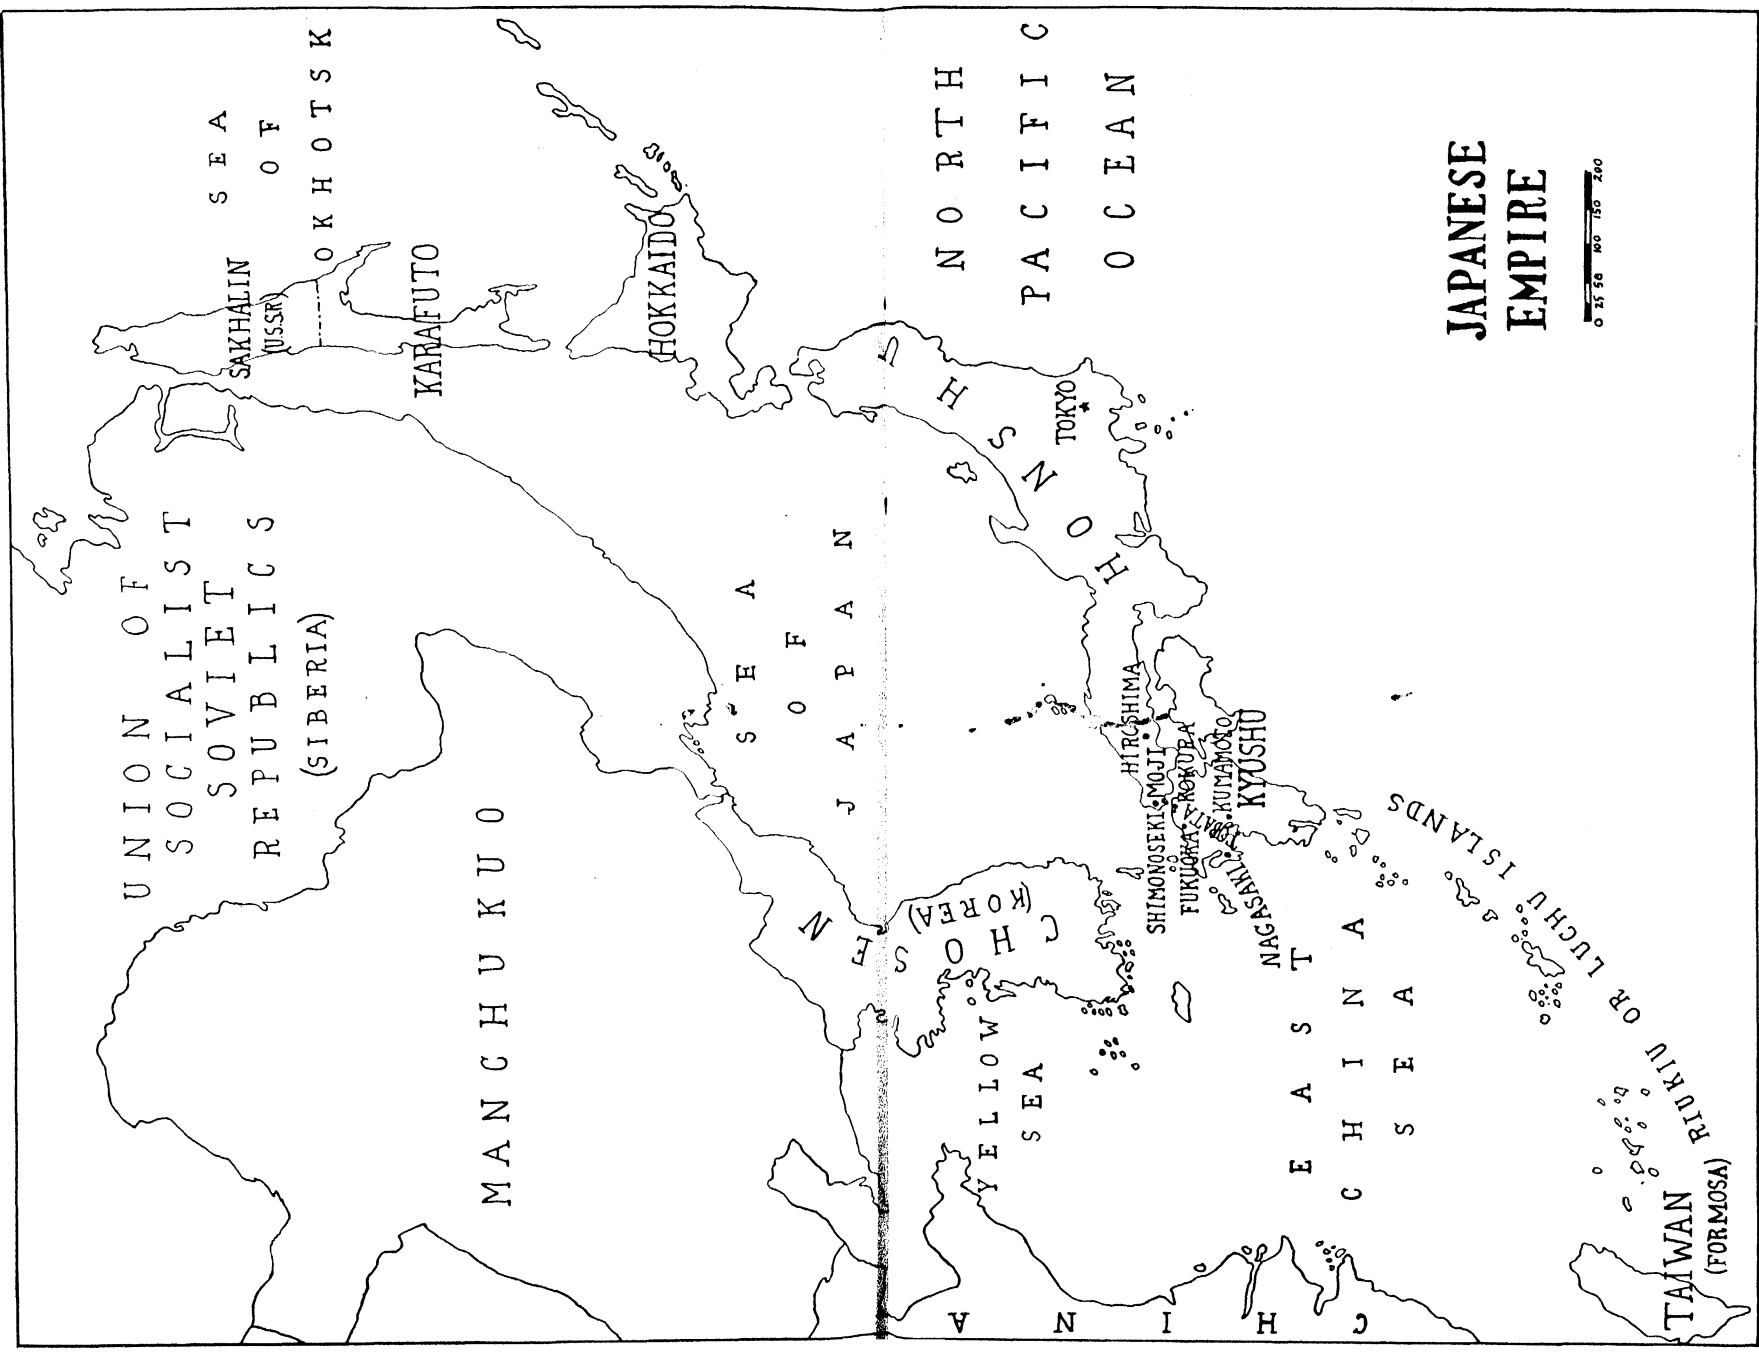 UNION OF
SOCIALIST
SOVIET
REPUBLICS
(SIBERIA)
SEA
OF
OKHOTSK
SAKHALIN
(U.S.S.R)
KARAFUTO
HOKKAIDO
MANCHUKUO
SEA
OF
JAPAN
NORTH
PACIFIC
OCEAN
HONSHU
TOKYO
CHOSEN
(KOREA)
YELLOW
SEA
HIROSHIMA
SHIMONOSEKI
MOJI
FUKUOKA
KOKURA
TOBATA
KUMAMOTO
KYUSHU
NAGASAKI
EAST
CHINA
SEA
CHINA
RIUKIU OR LUCHU ISLANDS
TAIWAN
(FORMOSA)
JAPANESE
EMPIRE
0 25 50 100 150 200